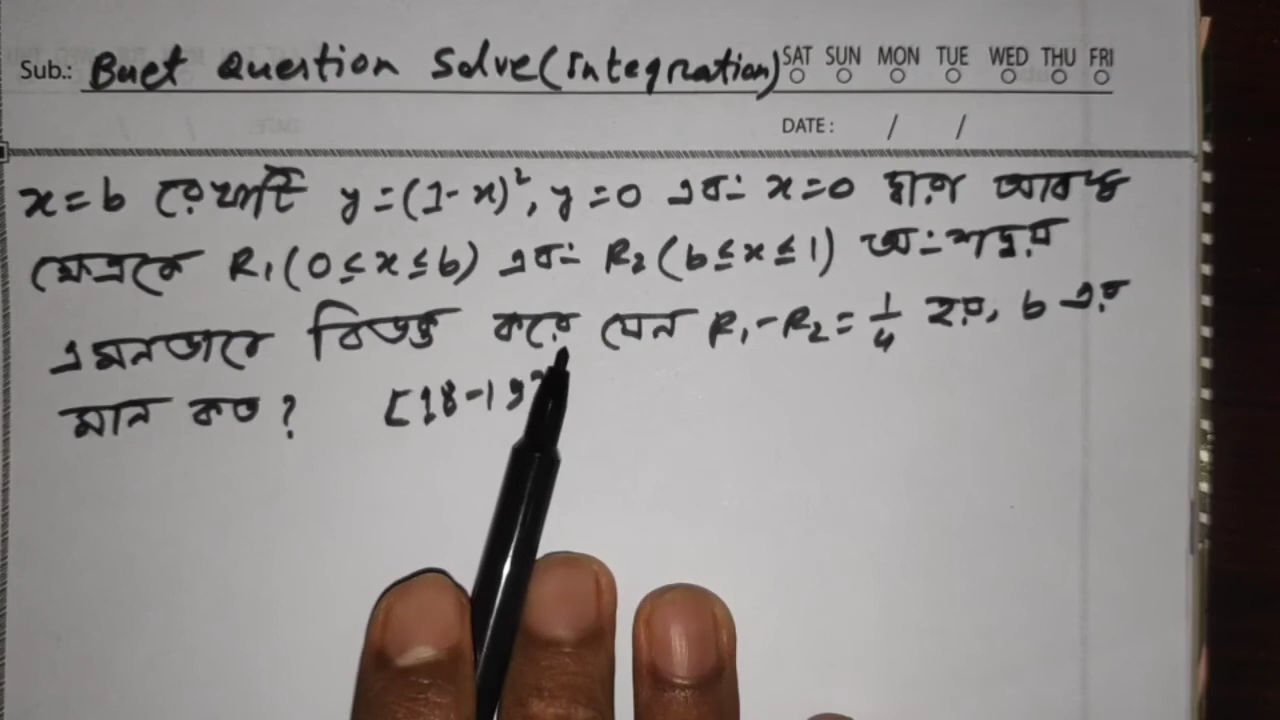 Sub.: Buet Question Solve (Integration) SAT SUN MON TUE WED THU FRI
DATE : / /
x = b রেখাটি y = (1-x)², y = 0 এবং x = 0 দ্বারা আবদ্ধ
ক্ষেত্রকে R₁ (0 ≤ x ≤ b) এবং R₂ (b ≤ x ≤ 1) অংশদ্বয়
এমনভাবে বিভক্ত করে যেন R₁ - R₂ = 1/4 হয়, b এর
মান কত? [18-19